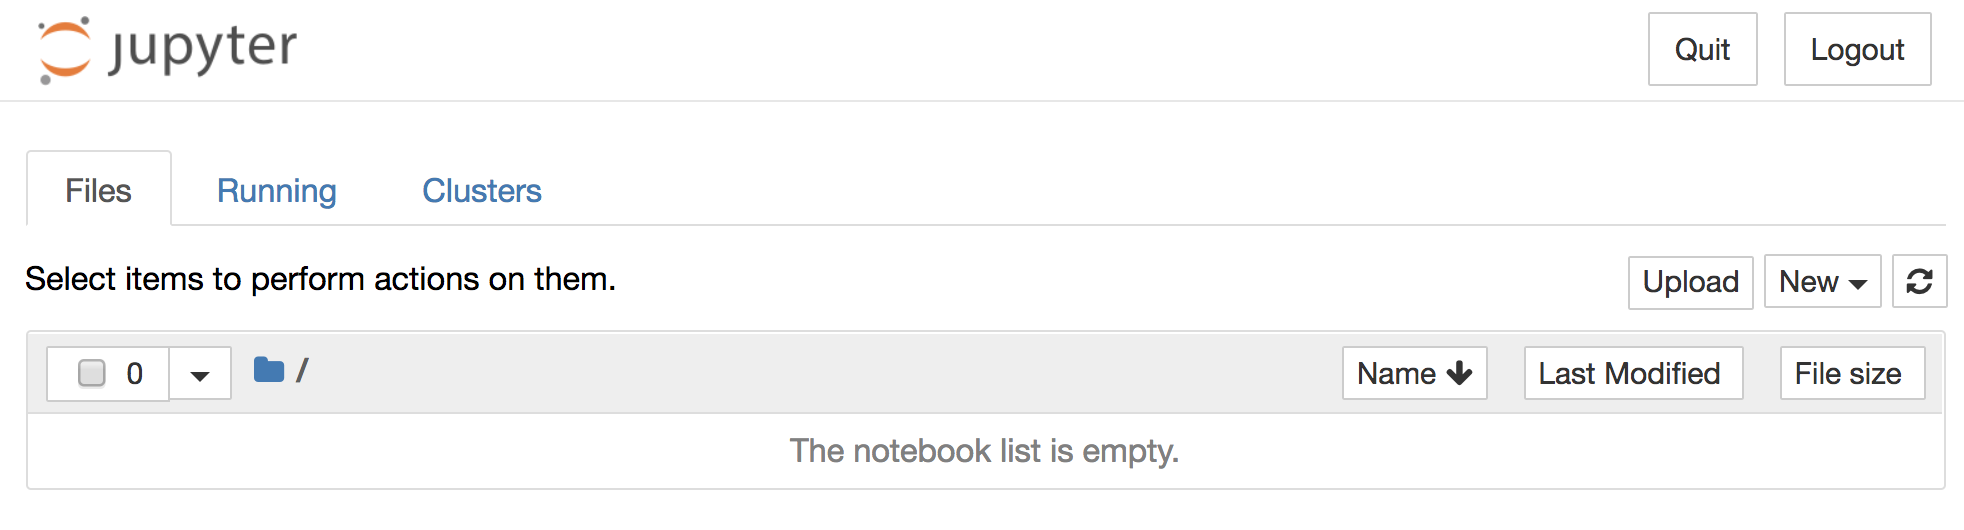 jupyter
Quit
Logout
Files
Running
Clusters
Select items to perform actions on them.
Upload
New
0
/
Name
Last Modified
File size
The notebook list is empty.